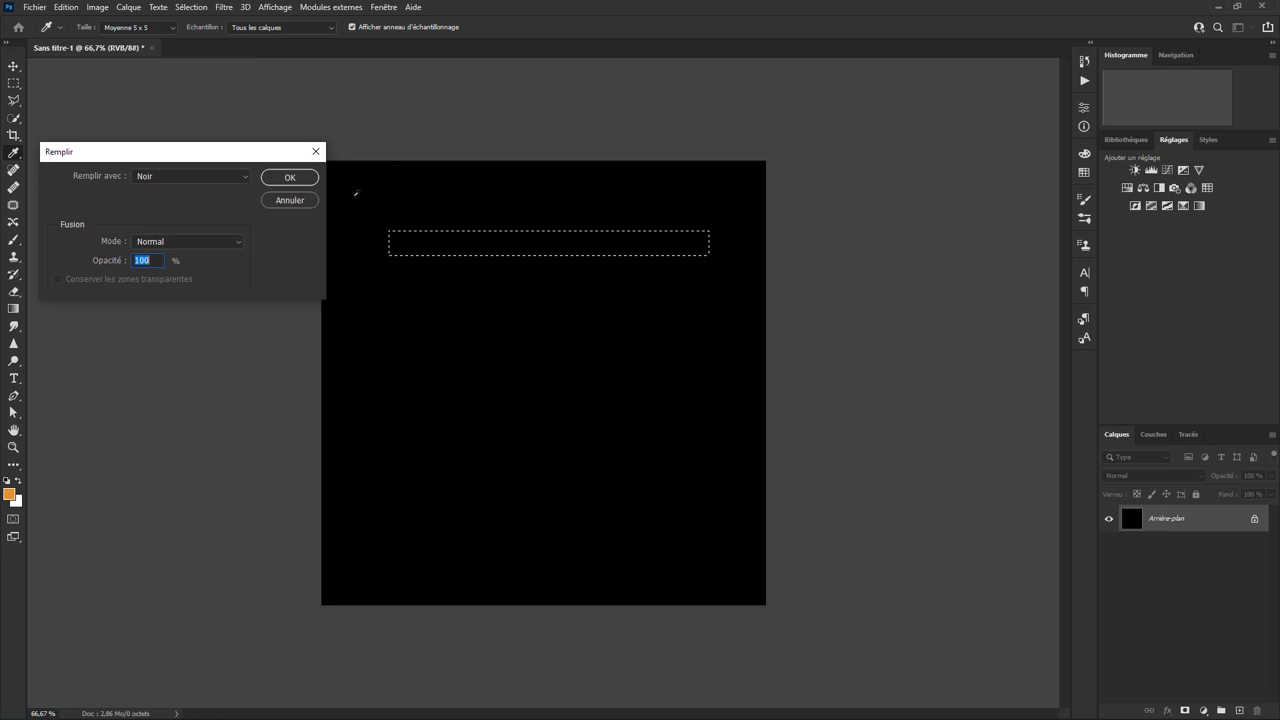 Ps Fichier Edition Image Calque Texte Sélection Filtre 3D Affichage Modules externes Fenêtre Aide
Taille : Moyenne 5 x 5 Echantillon : Tous les calques Afficher anneau d'échantillonnage
Sans titre-1 @ 66,7% (RVB/8#) * ×
Histogramme Navigation
Remplir
Remplir avec : Noir OK
Annuler
Fusion
Mode : Normal
Opacité : 100 %
Conserver les zones transparentes
Bibliothèques Réglages Styles
Ajouter un réglage
Calques Couches Tracés
Type
Normal Opacité : 100 %
Verrou : Fond : 100 %
Arrière-plan
fx
66,67 % Doc : 2,86 Mo/0 octets